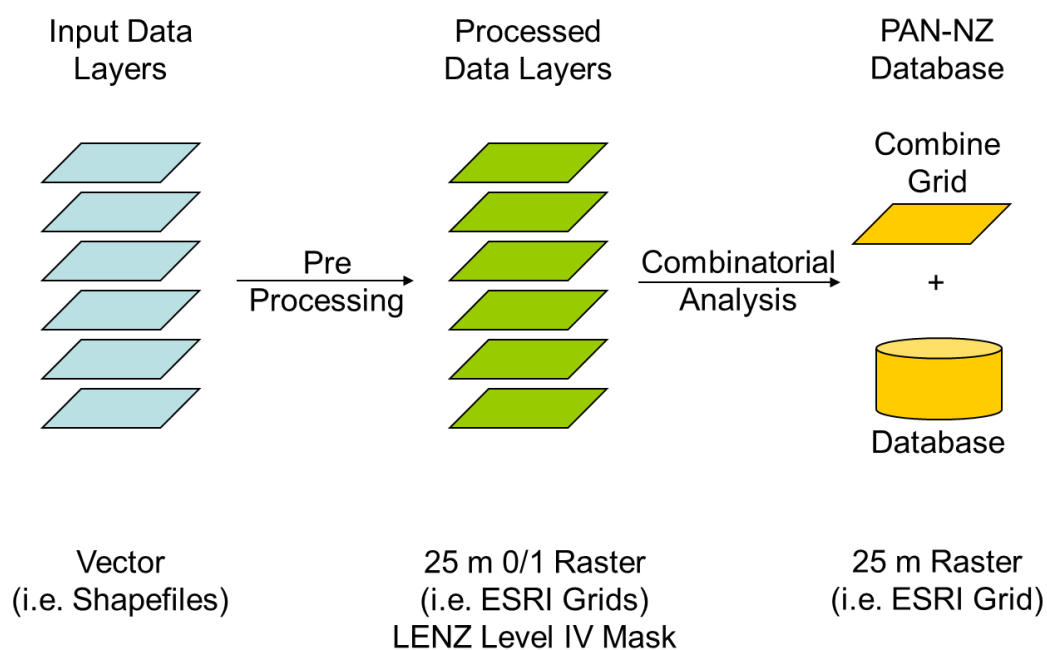 Input Data
Layers
Processed
Data Layers
PAN-NZ
Database
Combine
Grid
Pre
Processing
Combinatorial
Analysis
+
Database
Vector
(i.e. Shapefiles)
25 m 0/1 Raster
(i.e. ESRI Grids)
LENZ Level IV Mask
25 m Raster
(i.e. ESRI Grid)